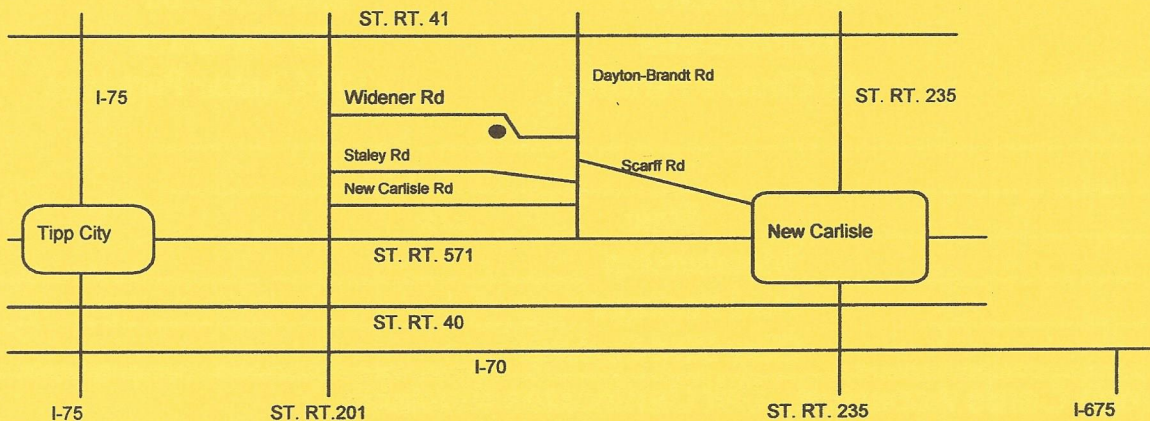 ST. RT. 41
Dayton-Brandt Rd
I-75
Widener Rd
ST. RT. 235
Staley Rd
Scarff Rd
New Carlisle Rd
Tipp City
New Carlisle
ST. RT. 571
ST. RT. 40
I-70
I-75
ST. RT.201
ST. RT. 235
I-675